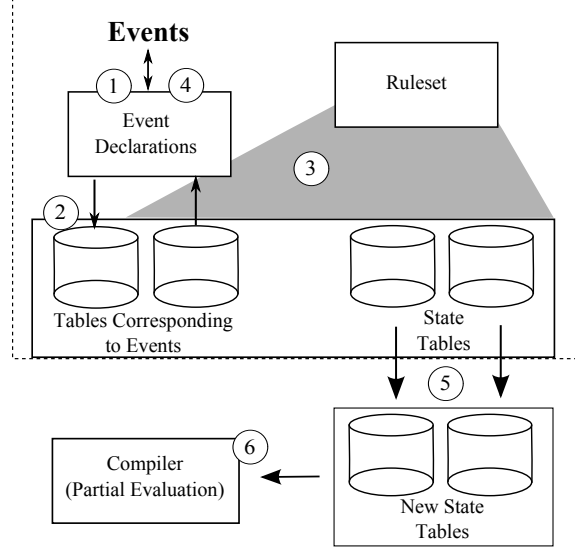 Events
1
4
Event
Declarations
Ruleset
3
2
Tables Corresponding
to Events
State
Tables
5
6
Compiler
(Partial Evaluation)
New State
Tables